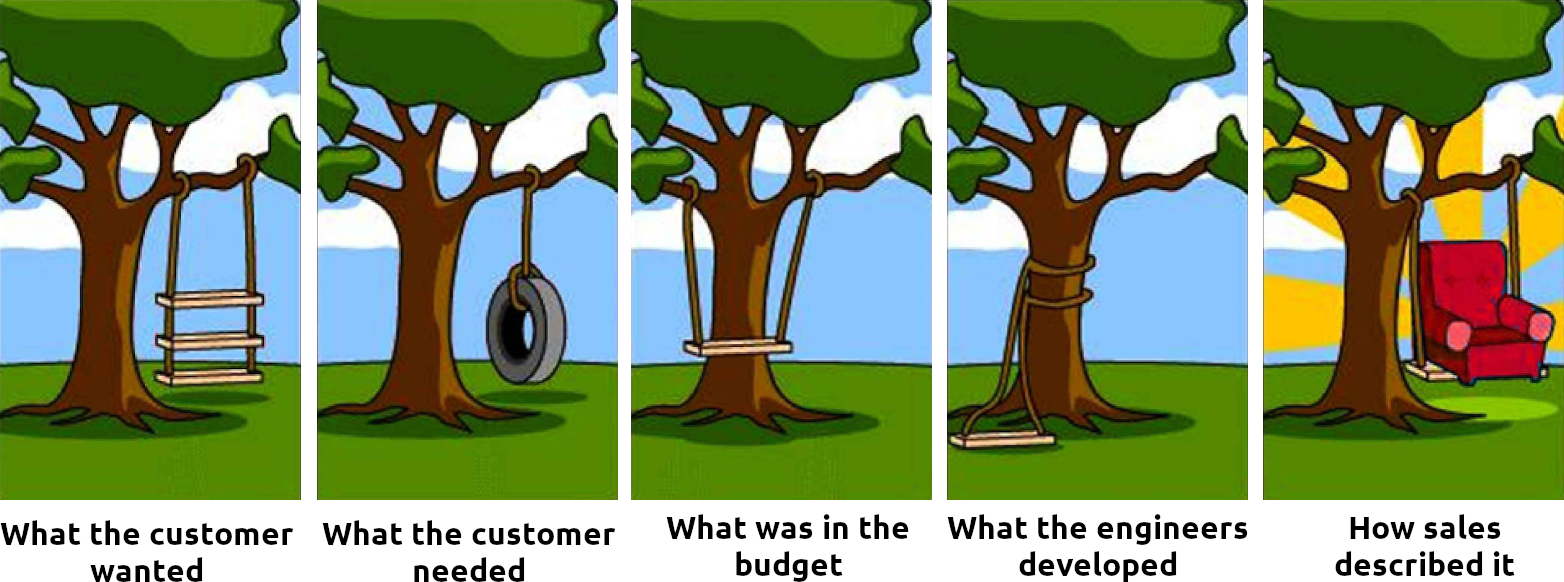 What the customer
wanted
What the customer
needed
What was in the
budget
What the engineers
developed
How sales
described it